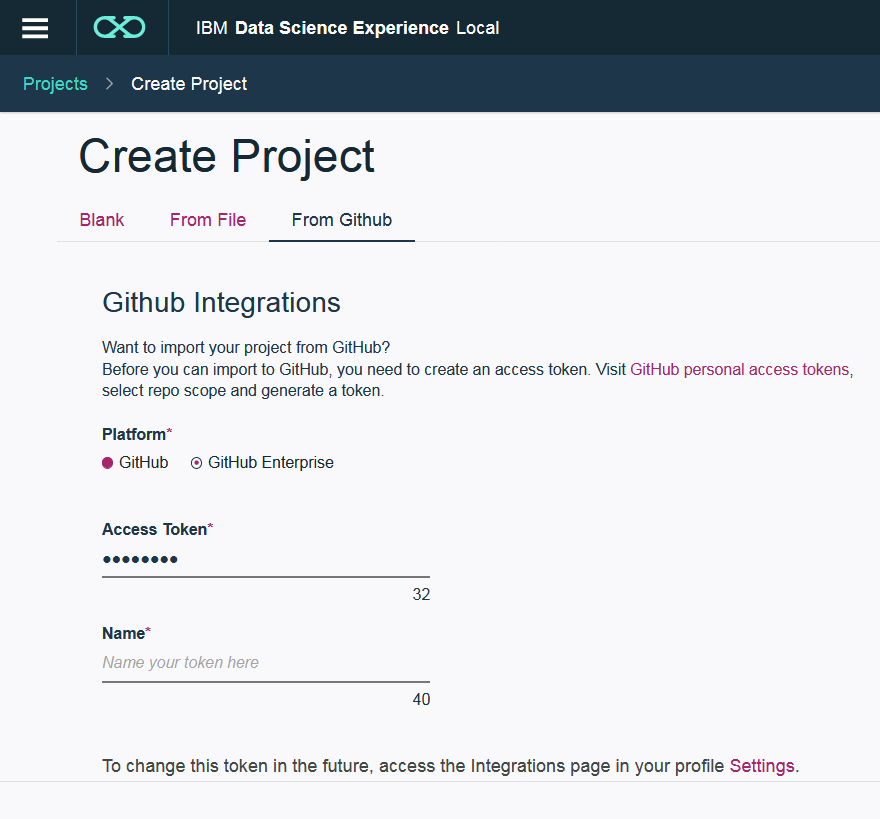 IBM Data Science Experience Local
Projects > Create Project
Create Project
Blank From File From Github
Github Integrations
Want to import your project from GitHub?
Before you can import to GitHub, you need to create an access token. Visit GitHub personal access tokens,
select repo scope and generate a token.
Platform*
GitHub GitHub Enterprise
Access Token*
••••••••
32
Name*
Name your token here
40
To change this token in the future, access the Integrations page in your profile Settings.